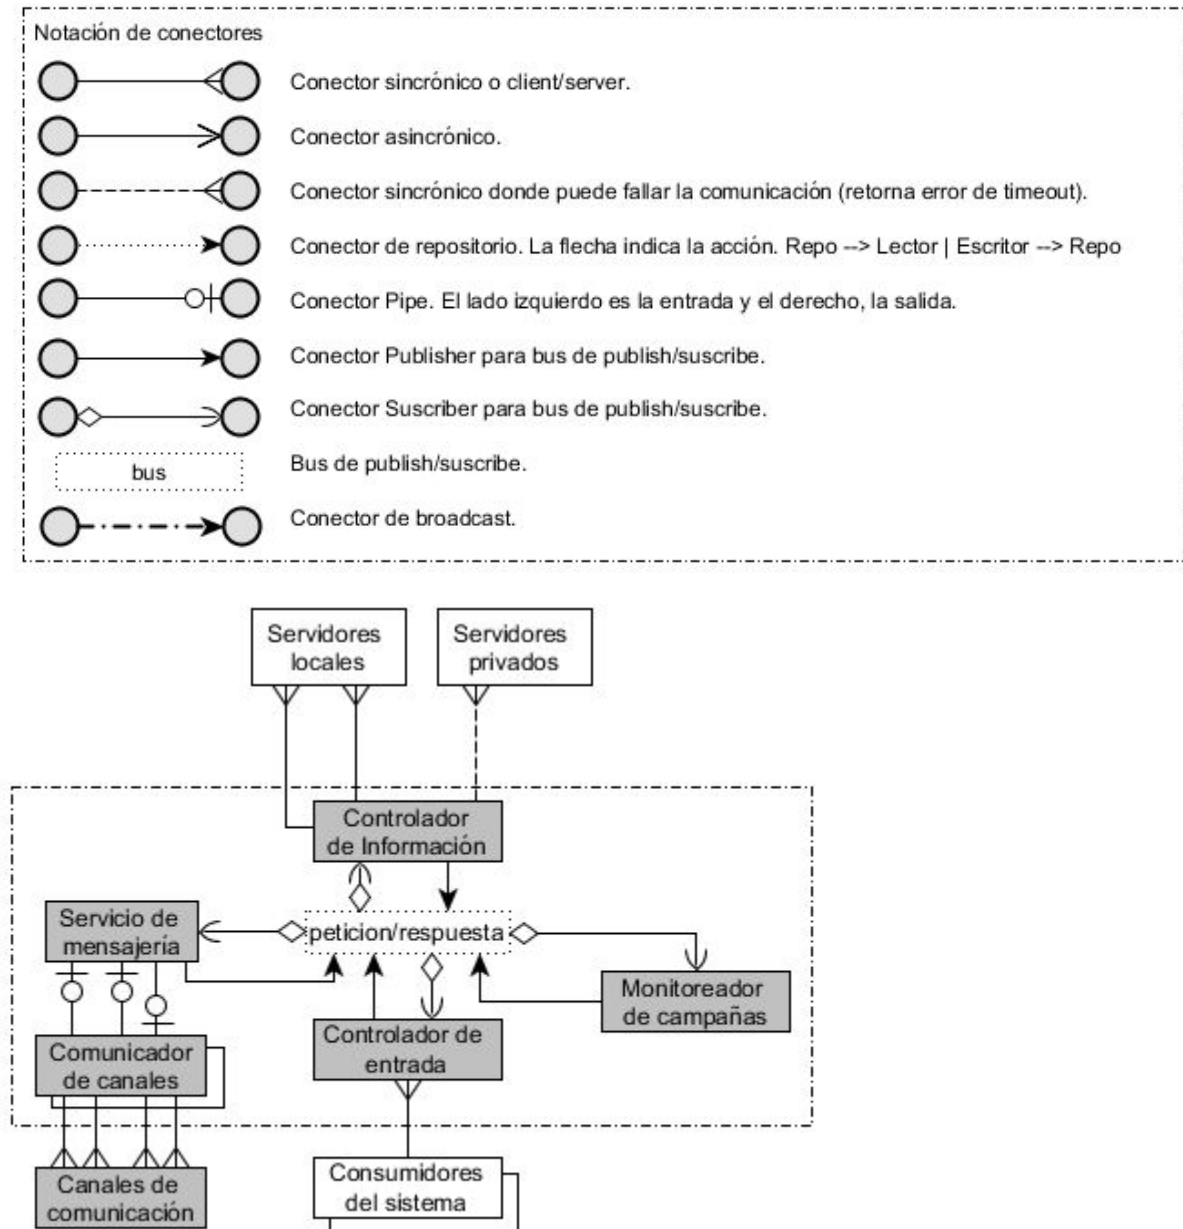 Notación de conectores
Conector sincrónico o client/server.
Conector asincrónico.
Conector sincrónico donde puede fallar la comunicación (retorna error de timeout).
Conector de repositorio. La flecha indica la acción. Repo --> Lector | Escritor --> Repo
Conector Pipe. El lado izquierdo es la entrada y el derecho, la salida.
Conector Publisher para bus de publish/suscribe.
Conector Suscriber para bus de publish/suscribe.
bus
Bus de publish/suscribe.
Conector de broadcast.
Servidores
locales
Servidores
privados
Controlador
de Información
Servicio de
mensajería
peticion/respuesta
Monitoreador
de campañas
Controlador de
entrada
Comunicador
de canales
Canales de
comunicación
Consumidores
del sistema